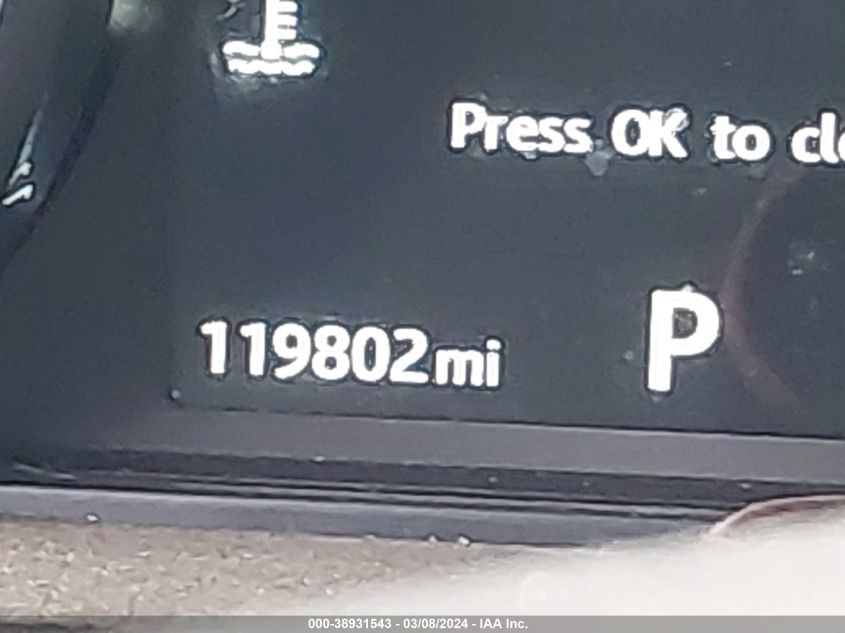 Press OK to cl
119802mi
P
000-38931543 - 03/08/2024 - IAA Inc.